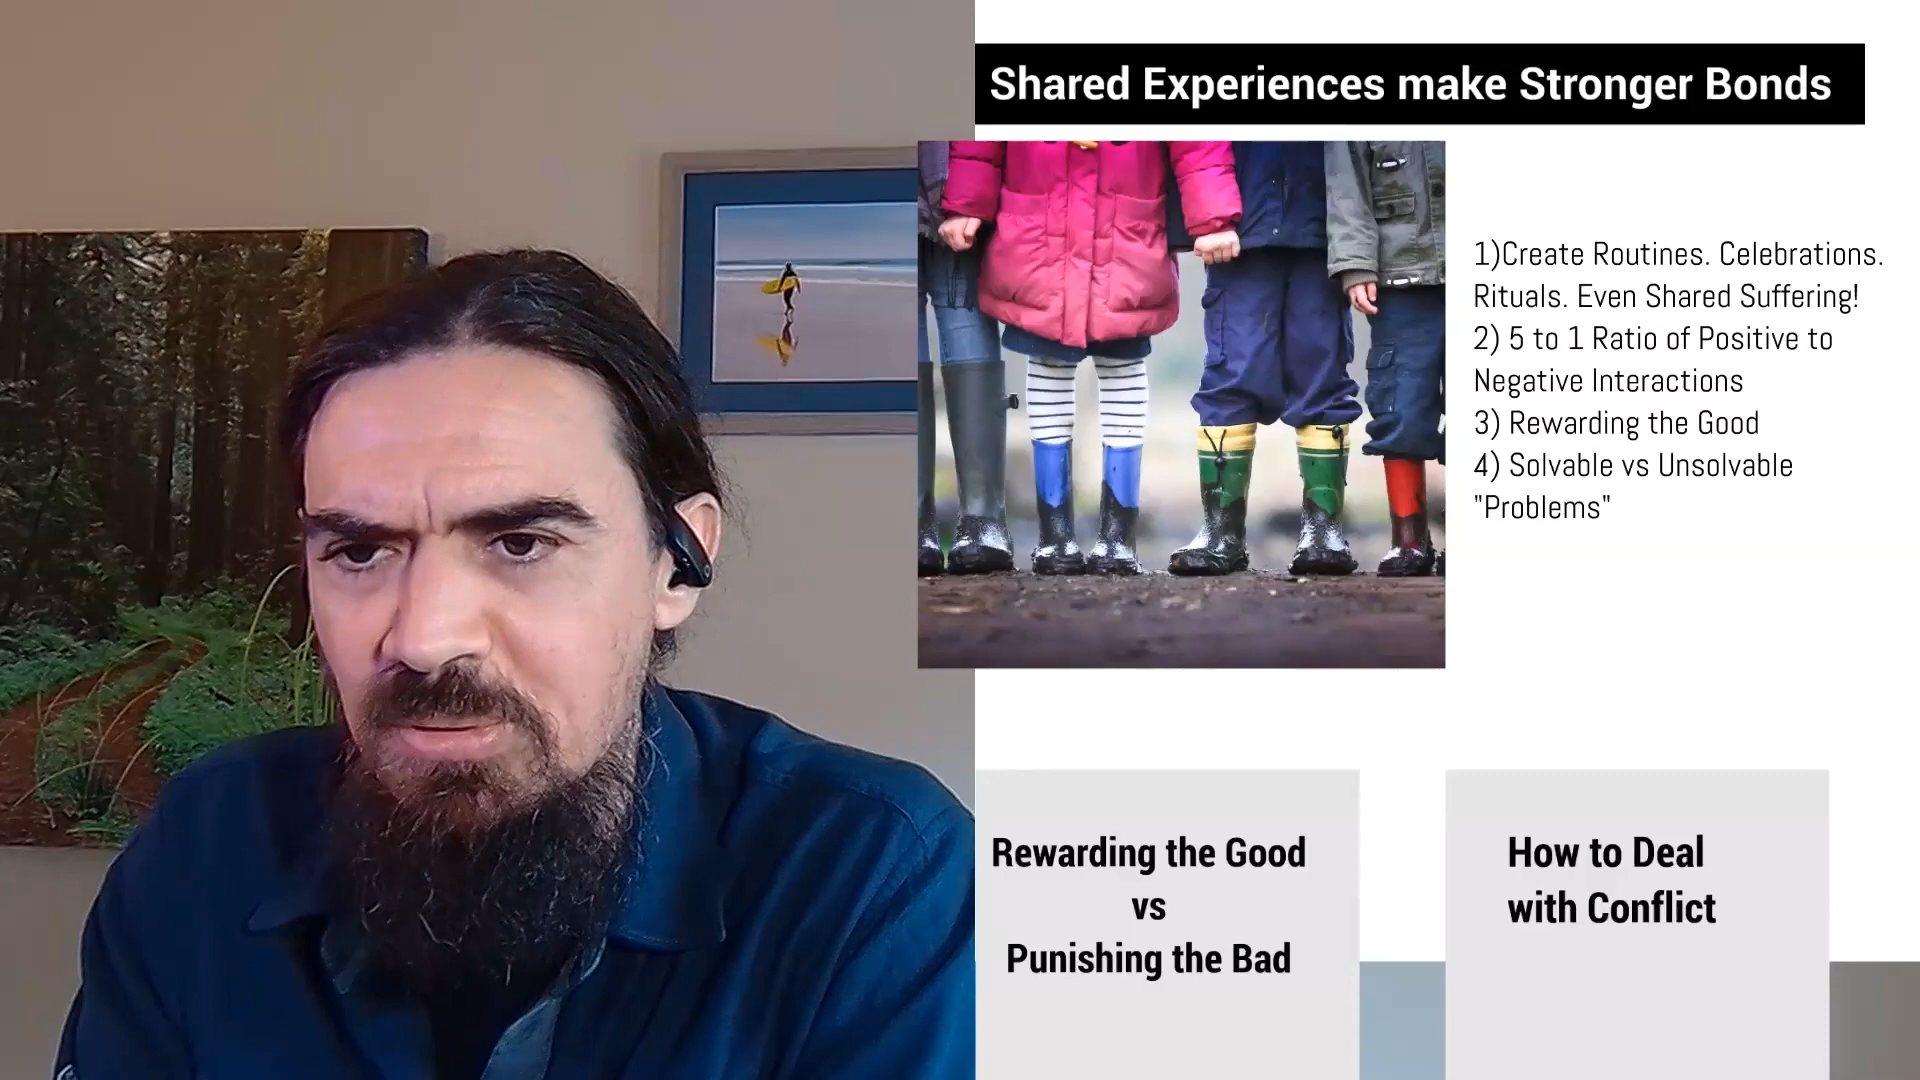 Shared Experiences make Stronger Bonds
1)Create Routines. Celebrations.
Rituals. Even Shared Suffering!
2) 5 to 1 Ratio of Positive to
Negative Interactions
3) Rewarding the Good
4) Solvable vs Unsolvable
"Problems"
Rewarding the Good
vs
Punishing the Bad
How to Deal
with Conflict